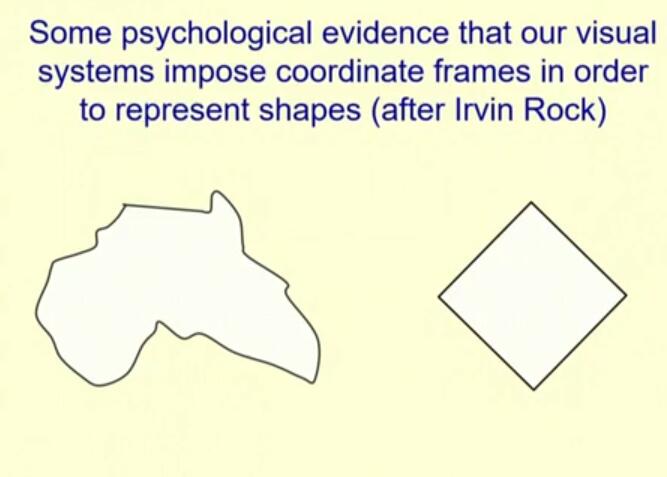 Some psychological evidence that our visual
systems impose coordinate frames in order
to represent shapes (after Irvin Rock)